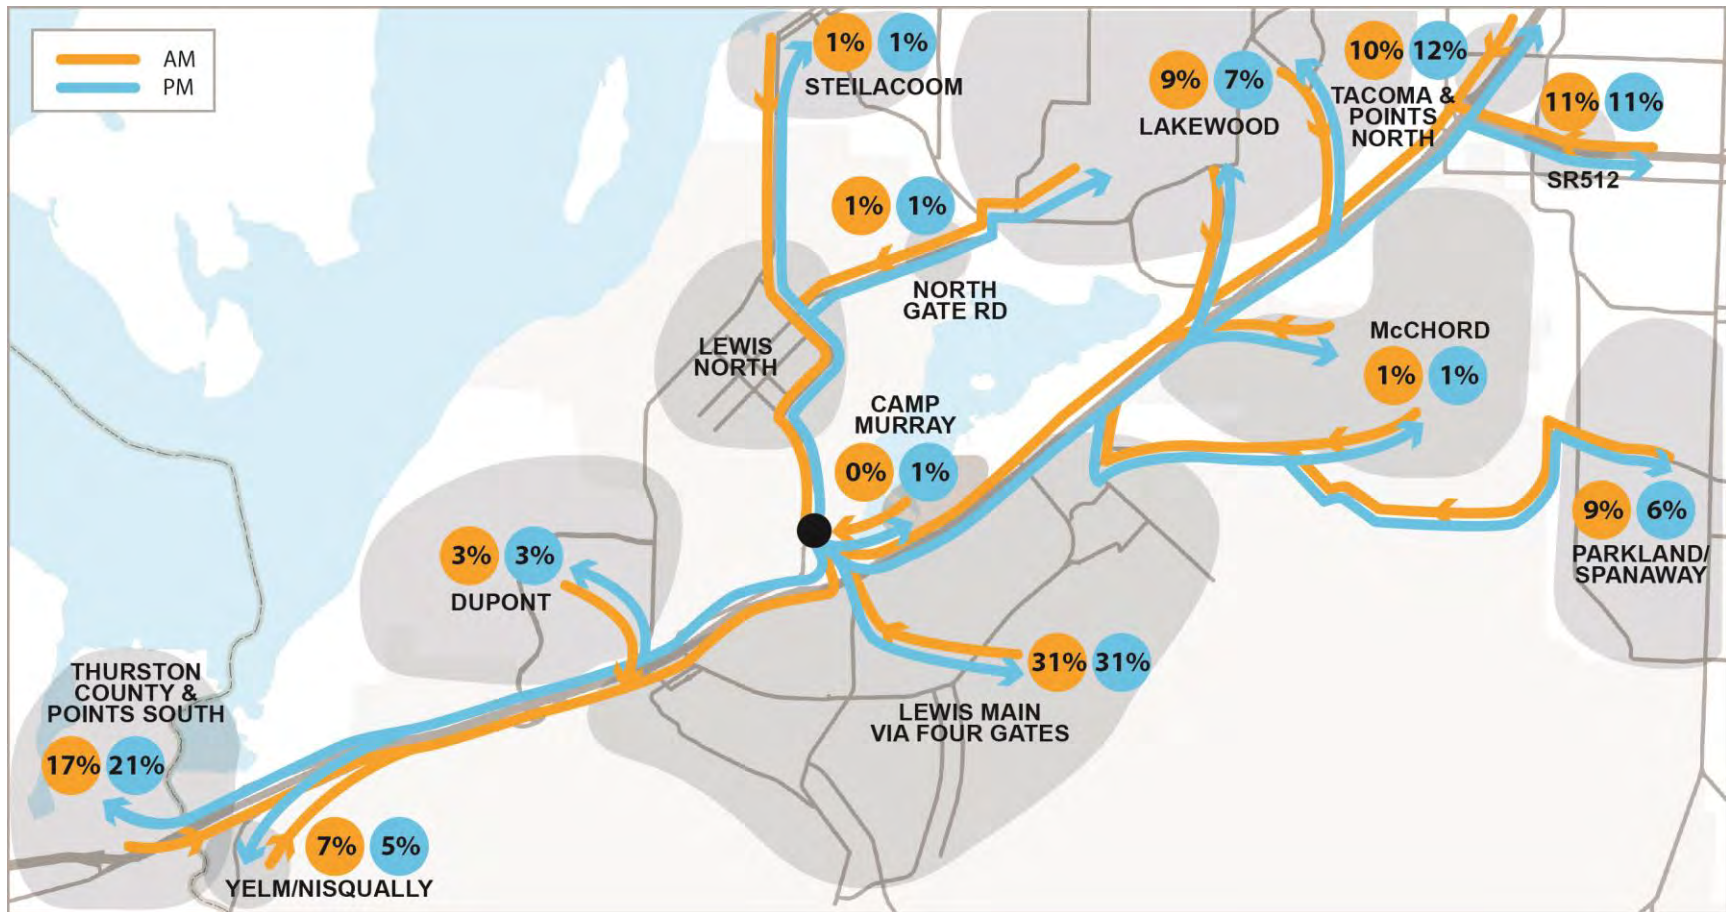 AM
PM
1% 1%
STEILACOOM
9% 7%
LAKEWOOD
10% 12%
TACOMA &
POINTS
NORTH
11% 11%
SR512
1% 1%
NORTH
GATE RD
LEWIS
NORTH
McCHORD
1% 1%
CAMP
MURRAY
0% 1%
9% 6%
PARKLAND/
SPANAWAY
3% 3%
DUPONT
31% 31%
LEWIS MAIN
VIA FOUR GATES
THURSTON
COUNTY &
POINTS SOUTH
17% 21%
7% 5%
YELM/NISQUALLY